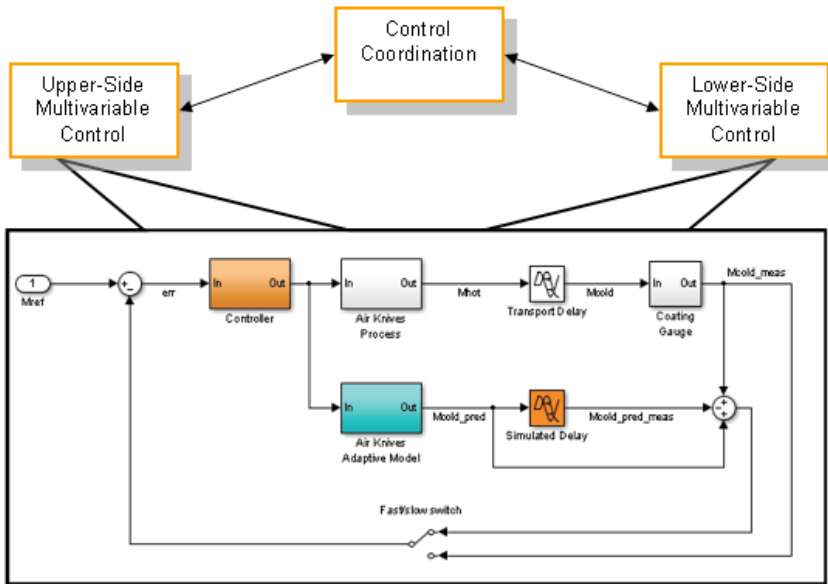 Control
Coordination
Upper-Side
Multivariable
Control
Lower-Side
Multivariable
Control
1
Mref
+
-
err
In Out
Controller
In Out
Air Knives
Process
Mhot
Transport Delay
Mcold
In Out
Coating
Gauge
Mcold_meas
In Out
Air Knives
Adaptive Model
Mcold_pred
Simulated Delay
Mcold_pred_meas
+
-
+
Fast/slow switch